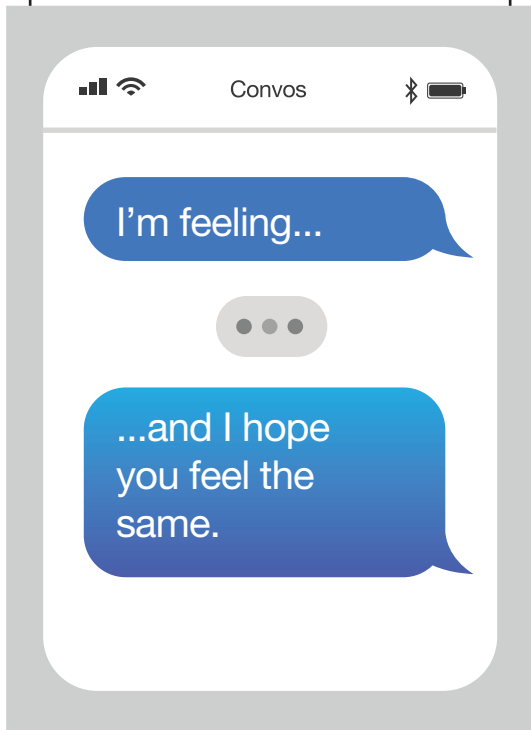 Convos
I’m feeling...
...and I hope
you feel the
same.